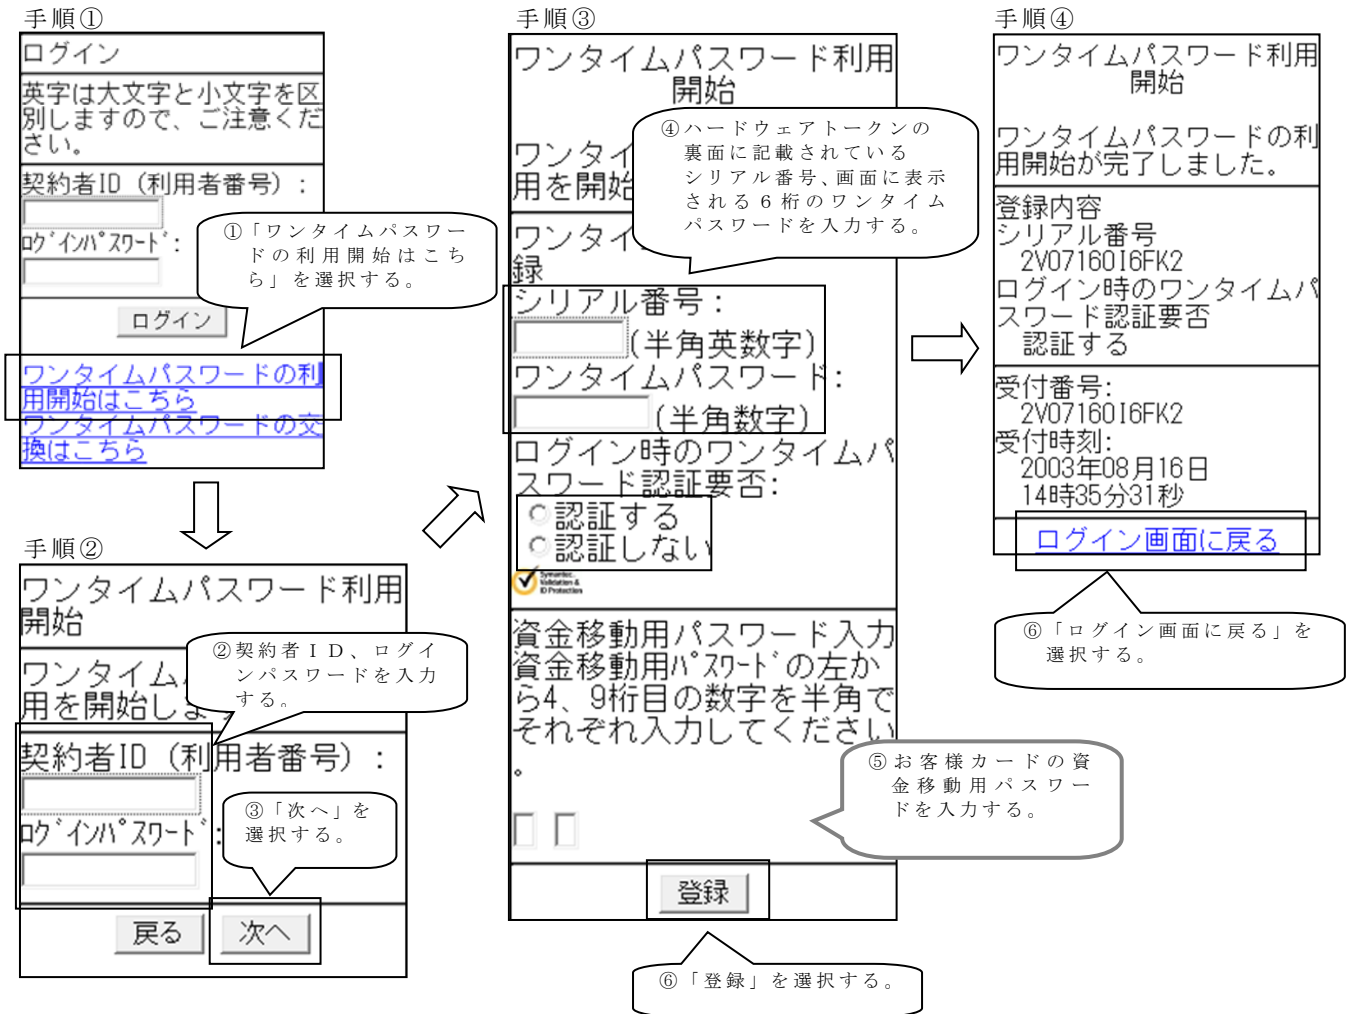 手順①
ログイン
英字は大文字と小文字を区
別しますので、ご注意くだ
さい。
契約者ID（利用者番号）:
ﾛｸﾞｲﾝﾊﾟｽﾜｰﾄﾞ:
①「ワンタイムパスワー
ドの利用開始はこち
ら」を選択する。
ログイン
ワンタイムパスワードの利
用開始はこちら
ワンタイムパスワードの交
換はこちら
手順②
ワンタイムパスワード利用
開始
ワンタイム
用を開始しま
②契約者ＩＤ、ログイ
ンパスワードを入力
する。
契約者ID（利用者番号）:
ﾛｸﾞｲﾝﾊﾟｽﾜｰﾄﾞ:
③「次へ」を
選択する。
戻る
次へ
手順③
ワンタイムパスワード利用
開始
ワンタイ
用を開始
④ハードウェアトークンの
裏面に記載されている
シリアル番号、画面に表示
される６桁のワンタイム
パスワードを入力する。
ワンタイ
録
シリアル番号:
(半角英数字)
ワンタイムパスワード:
(半角数字)
ログイン時のワンタイムパ
スワード認証要否:
認証する
認証しない
Symantec.
Validation &
ID Protection
資金移動用パスワード入力
資金移動用ﾊﾟｽﾜｰﾄﾞの左か
ら4、9桁目の数字を半角で
それぞれ入力してください
。
⑤お客様カードの資
金移動用パスワー
ドを入力する。
登録
⑥「登録」を選択する。
手順④
ワンタイムパスワード利用
開始
ワンタイムパスワードの利
用開始が完了しました。
登録内容
シリアル番号
2V07160I6FK2
ログイン時のワンタイムパ
スワード認証要否
認証する
受付番号:
2V07160I6FK2
受付時刻:
2003年08月16日
14時35分31秒
ログイン画面に戻る
⑥「ログイン画面に戻る」を
選択する。